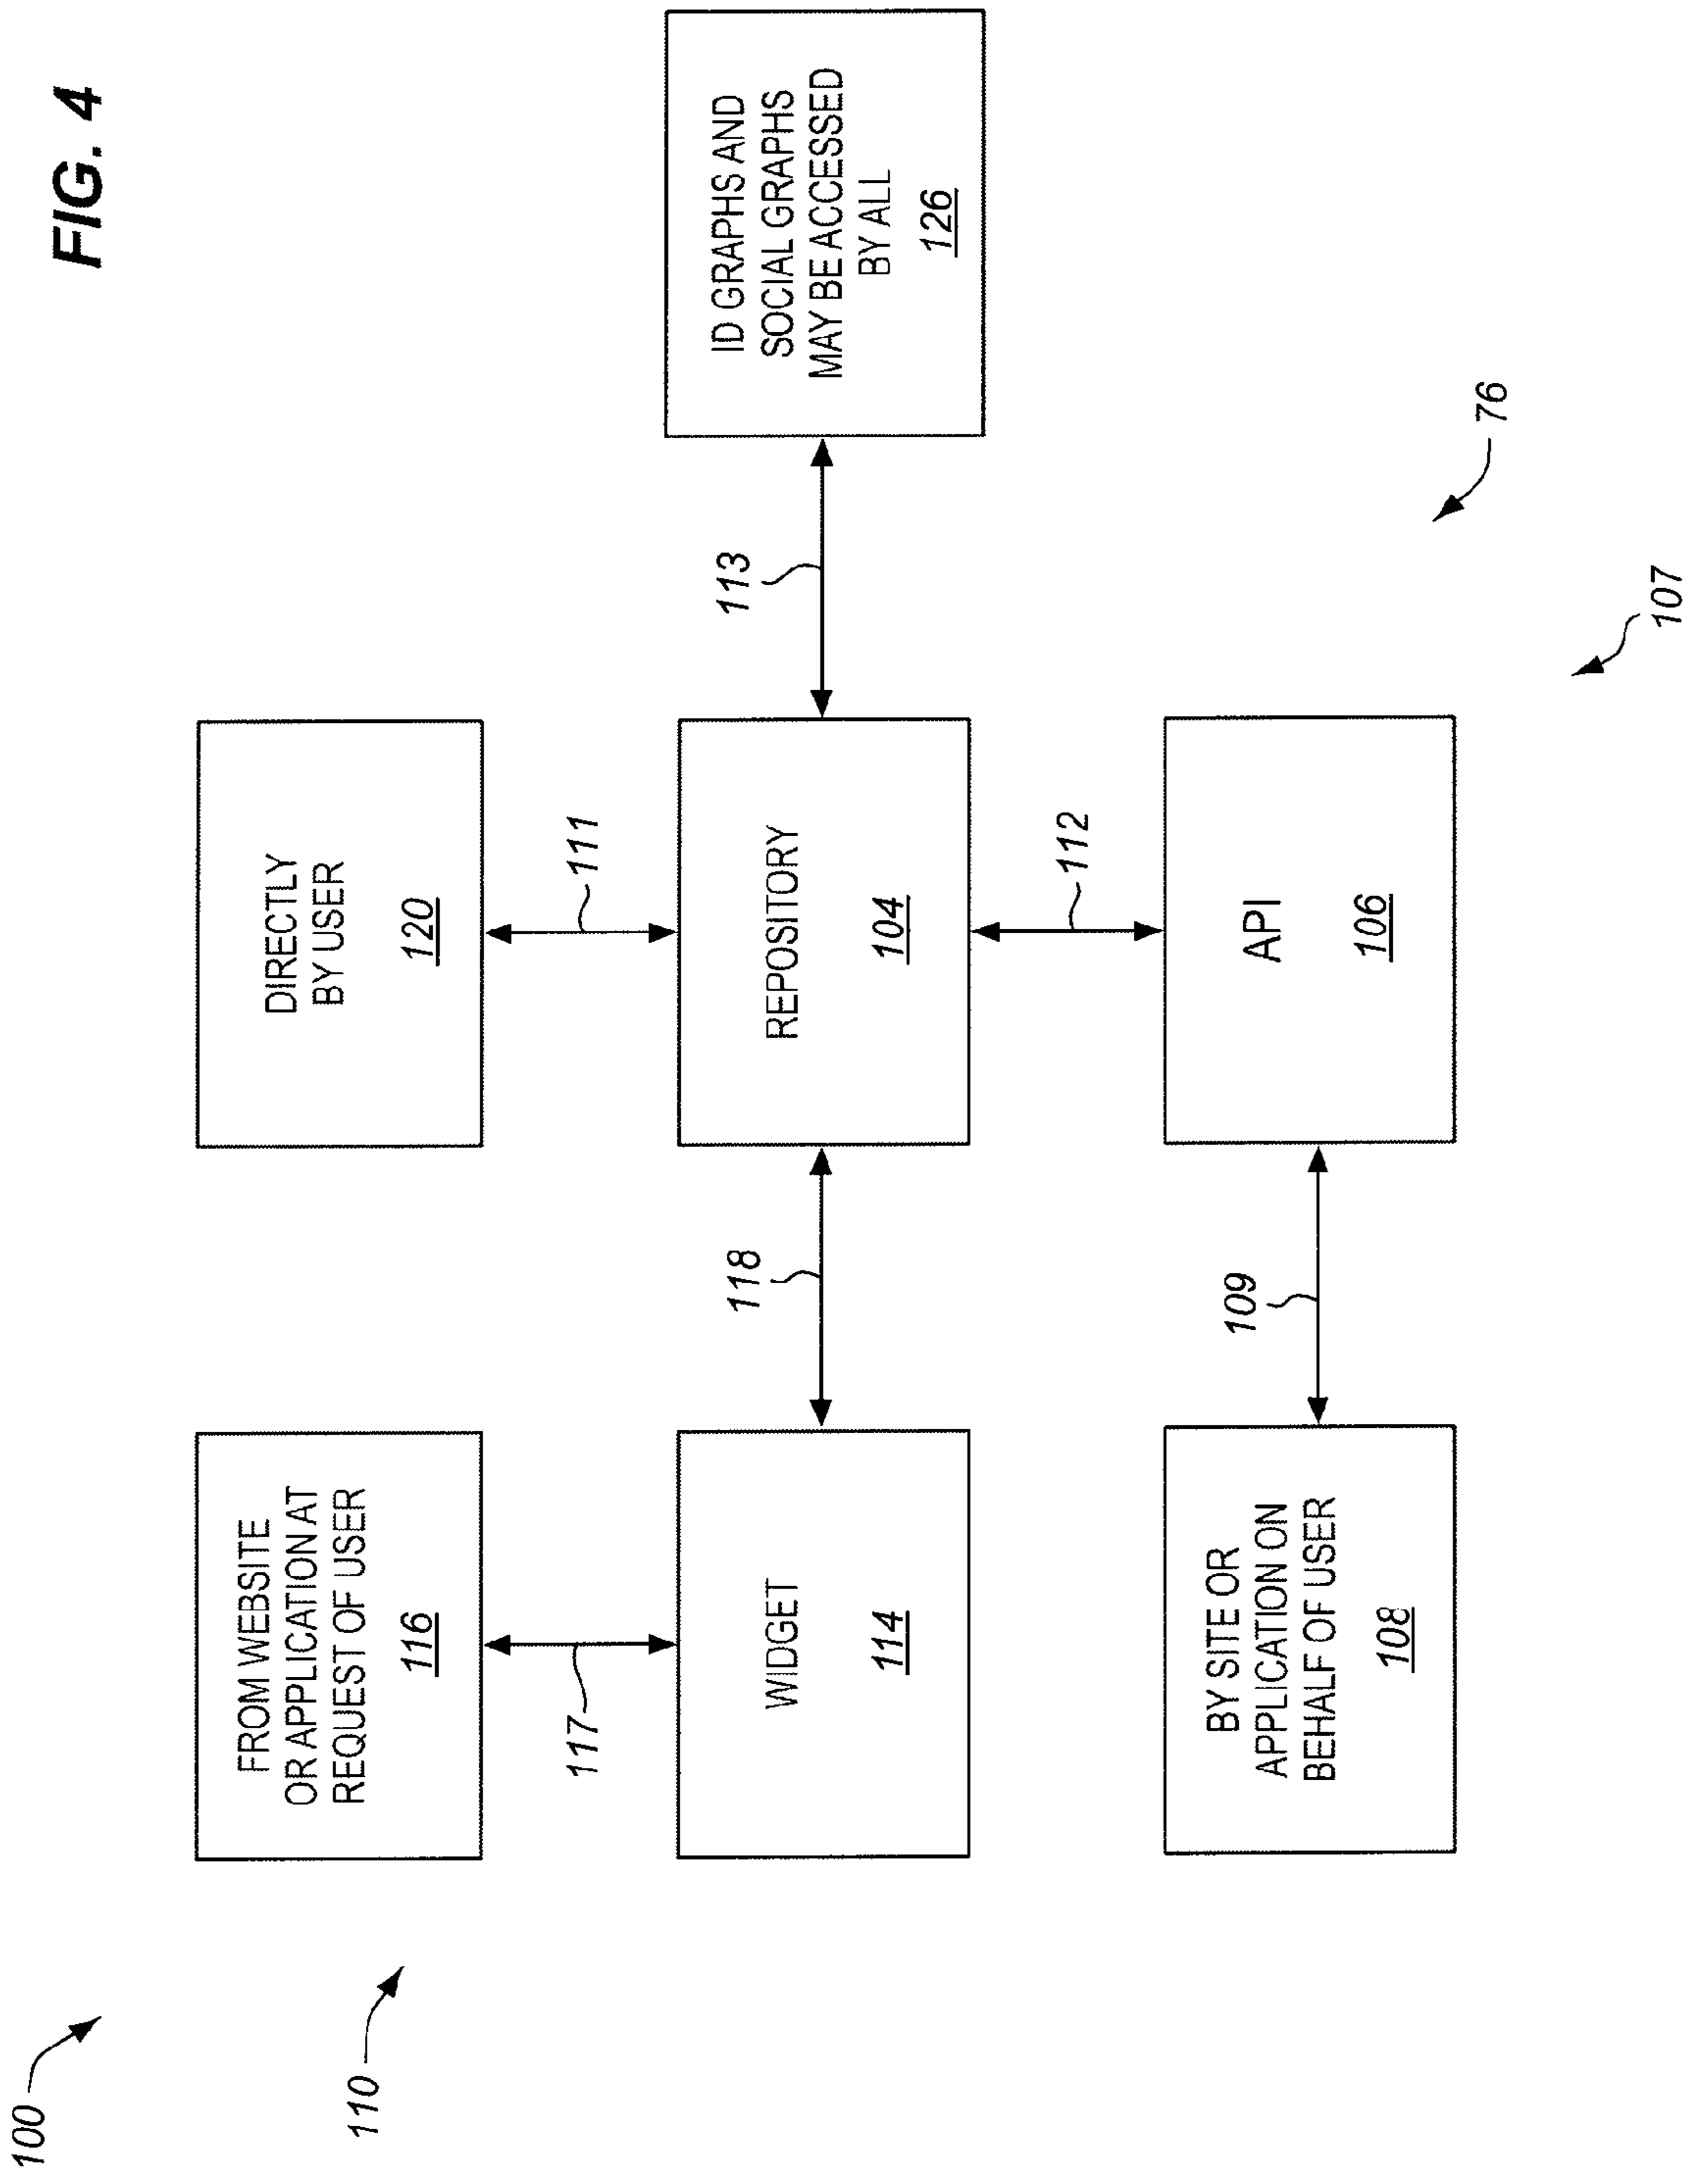 FIG. 4
100
110
FROM WEBSITE
OR APPLICATION AT
REQUEST OF USER
116
DIRECTLY
BY USER
120
117
111
WIDGET
114
118
REPOSITORY
104
113
ID GRAPHS AND
SOCIAL GRAPHS
MAY BE ACCESSED
BY ALL
126
112
BY SITE OR
APPLICATION ON
BEHALF OF USER
108
109
API
106
76
107